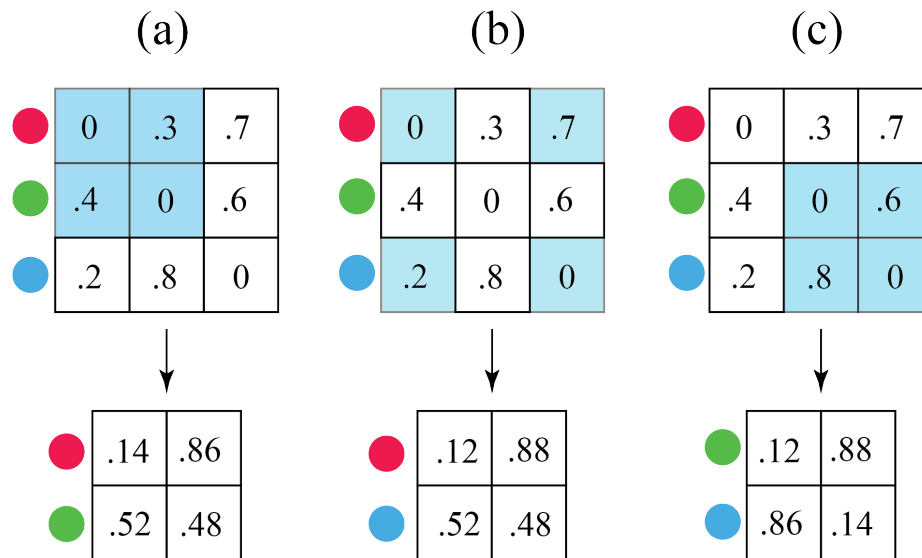 (a) (b) (c)
0 .3 .7 0 .3 .7 0 .3 .7
.4 0 .6 .4 0 .6 .4 0 .6
.2 .8 0 .2 .8 0 .2 .8 0
.14 .86 .12 .88 .12 .88
.52 .48 .52 .48 .86 .14